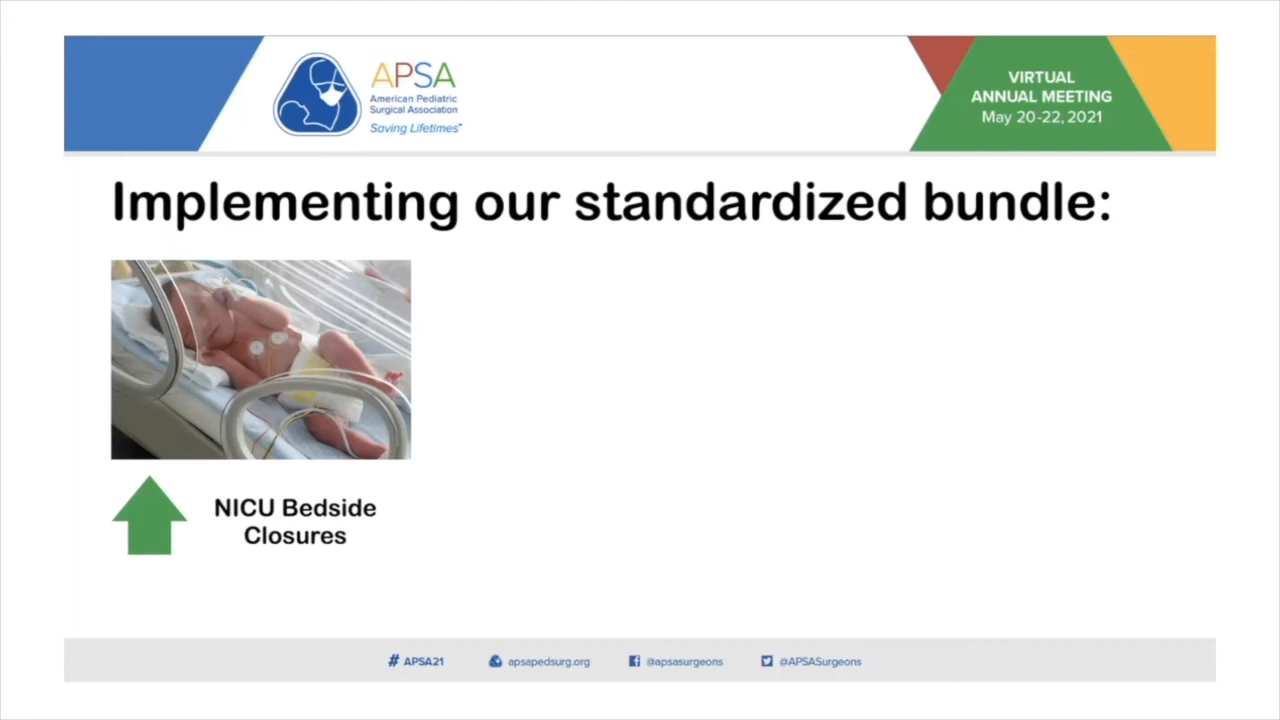 APSA
American Pediatric
Surgical Association
Saving Lifetimes™
VIRTUAL
ANNUAL MEETING
May 20-22, 2021
Implementing our standardized bundle:
NICU Bedside
Closures
# APSA21
apsapedsurg.org
@apsasurgeons
@APSASurgeons